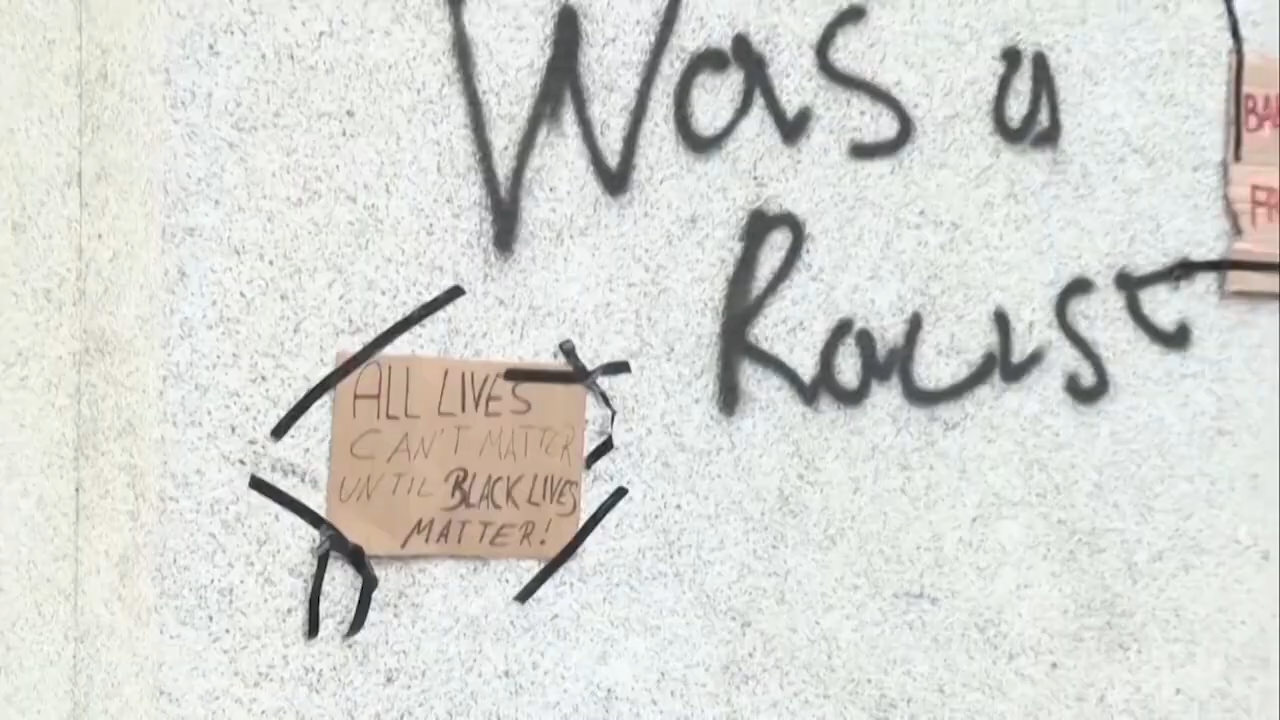 Was a
Racist
ALL LIVES
CAN'T MATTER
UNTIL BLACK LIVES
MATTER!